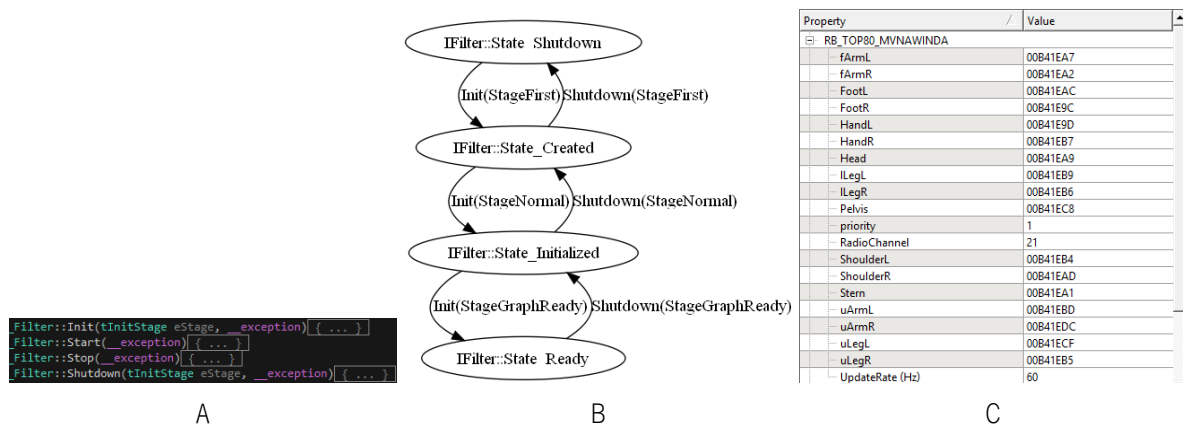 _Filter::Init(tInitStage eStage, __exception){ ... }
_Filter::Start(__exception){ ... }
_Filter::Stop(__exception){ ... }
_Filter::Shutdown(tInitStage eStage, __exception){ ... }
A
IFilter::State_Shutdown
Init(StageFirst) Shutdown(StageFirst)
IFilter::State_Created
Init(StageNormal) Shutdown(StageNormal)
IFilter::State_Initialized
Init(StageGraphReady) Shutdown(StageGraphReady)
IFilter::State_Ready
B
Property Value
RB_TOP80_MVNAWINDA
fArmL 00B41EA7
fArmR 00B41EA2
FootL 00B41EAC
FootR 00B41E9C
HandL 00B41E9D
HandR 00B41EB7
Head 00B41EA9
lLegL 00B41EB9
lLegR 00B41EB6
Pelvis 00B41EC8
priority 1
RadioChannel 21
ShoulderL 00B41EB4
ShoulderR 00B41EAD
Stern 00B41EA1
uArmL 00B41EBD
uArmR 00B41EDC
uLegL 00B41ECF
uLegR 00B41EB5
UpdateRate (Hz) 60
C